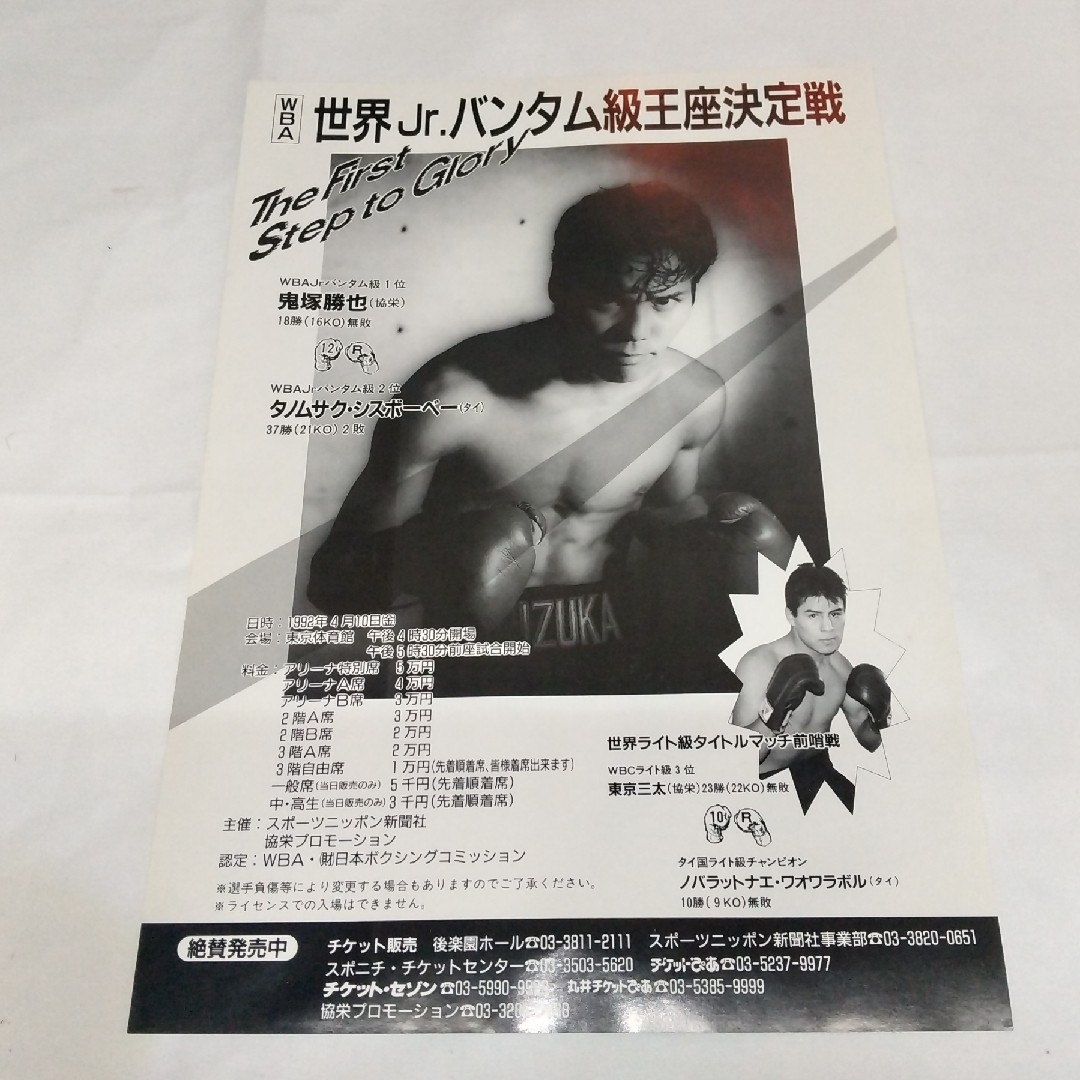 WBA 世界Jr.バンタム級王座決定戦
The First
Step to Glory
WBAJrバンタム級1位
鬼塚勝也(協栄)
18勝(16KO)無敗
12 R
WBAJrバンタム級2位
タノムサク・シスボーベー(タイ)
37勝(21KO)2敗
IZUKA
日時:1992年4月10日(金)
会場:東京体育館 午後4時30分開場
午後5時30分前座試合開始
料金:アリーナ特別席 5万円
アリーナA席 4万円
アリーナB席 3万円
2階A席 3万円
2階B席 2万円
3階A席 2万円
3階自由席 1万円(先着順着席、皆様着席出来ます)
一般席(当日販売のみ) 5千円(先着順着席)
中・高生(当日販売のみ) 3千円(先着順着席)
主催:スポーツニッポン新聞社
協栄プロモーション
認定:WBA・(財)日本ボクシングコミッション
※選手負傷等により変更する場合もありますのでご了承ください。
※ライセンスでの入場はできません。
世界ライト級タイトルマッチ前哨戦
WBCライト級3位
東京三太(協栄)23勝(22KO)無敗
10 R
タイ国ライト級チャンピオン
ノバラットナエ・ワオワラボル(タイ)
10勝(9KO)無敗
絶賛発売中
チケット販売 後楽園ホール☎03-3811-2111 スポーツニッポン新聞社事業部☎03-3820-0651
スポニチ・チケットセンター☎03-3503-5620 チケットぴあ☎03-5237-9977
チケット・セゾン☎03-5990-9 丸井チケットぴあ☎03-5385-9999
協栄プロモーション☎03-320